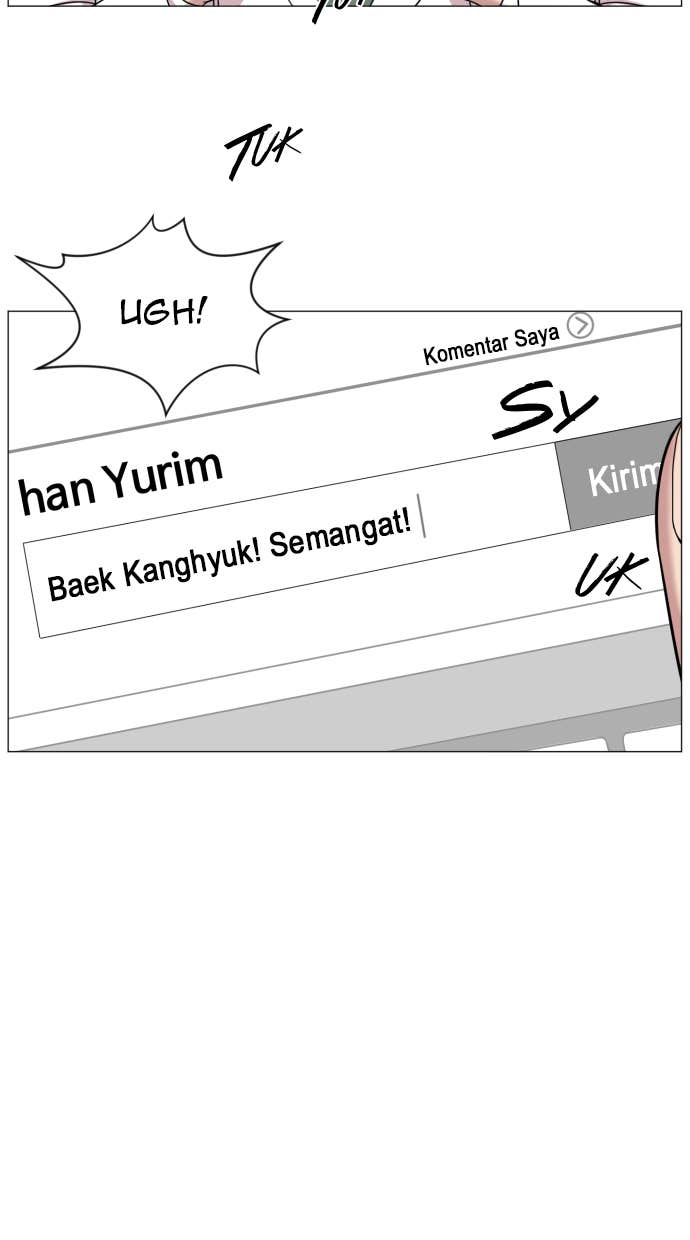 TUK
UGH!
Komentar Saya
SY
han Yurim
Kirim
Baek Kanghyuk! Semangat!
UK